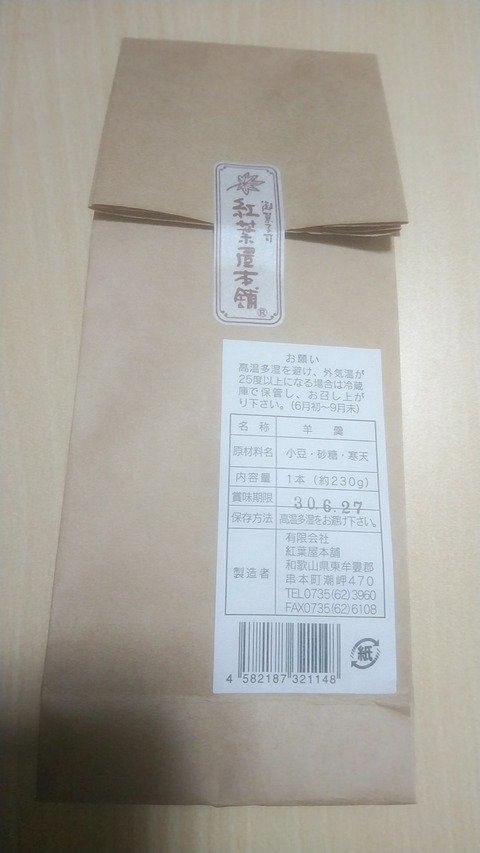 御菓子司
紅葉屋本舗®
お願い
高温多湿を避け、外気温が
25度以上になる場合は冷蔵
庫で保管し、お召し上が
り下さい。(6月初〜9月末)
名 称 羊 羹
原材料名 小豆・砂糖・寒天
内容量 1本(約230g)
賞味期限 30.6.27
保存方法 高温多湿をお避け下さい。
製造者 有限会社
紅葉屋本舗
和歌山県東牟婁郡
串本町潮岬470
TEL0735(62)3960
FAX0735(62)6108
4 582187 321148
紙